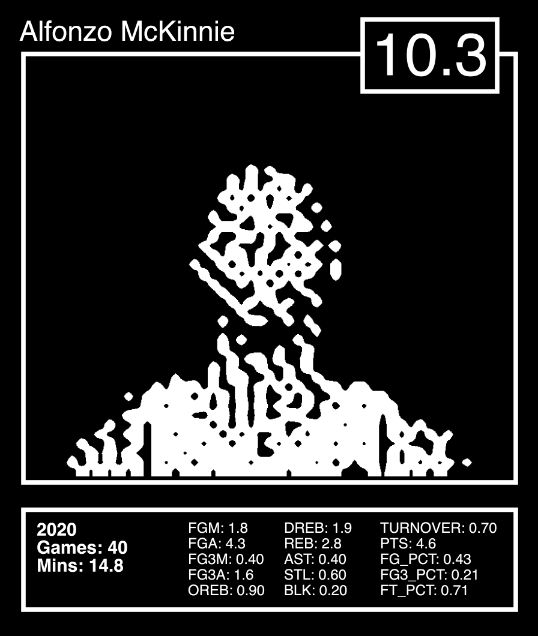 Alfonzo McKinnie
10.3
2020
Games: 40
Mins: 14.8
FGM: 1.8
FGA: 4.3
FG3M: 0.40
FG3A: 1.6
OREB: 0.90
DREB: 1.9
REB: 2.8
AST: 0.40
STL: 0.60
BLK: 0.20
TURNOVER: 0.70
PTS: 4.6
FG_PCT: 0.43
FG3_PCT: 0.21
FT_PCT: 0.71